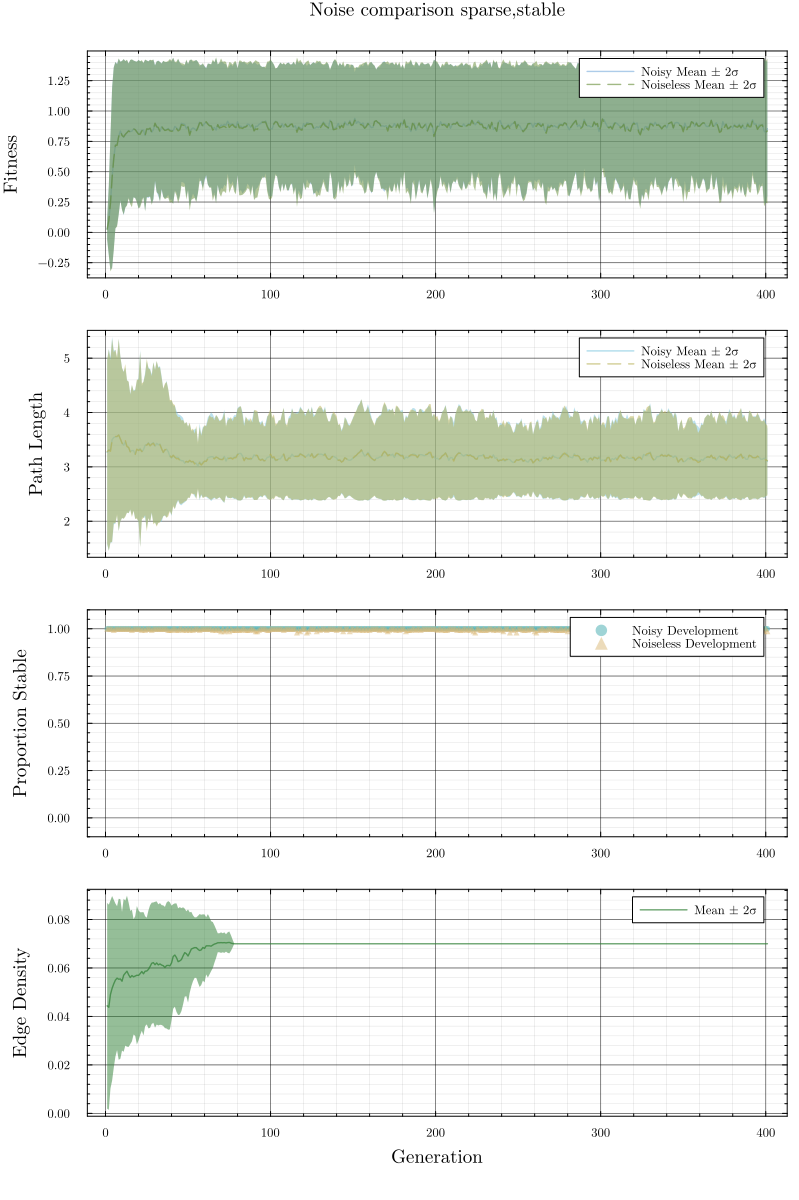 Noise comparison sparse,stable
Fitness
1.25
1.00
0.75
0.50
0.25
0.00
−0.25
Noisy Mean ± 2σ
Noiseless Mean ± 2σ
0 100 200 300 400
Path Length
5
4
3
2
Noisy Mean ± 2σ
Noiseless Mean ± 2σ
0 100 200 300 400
Proportion Stable
1.00
0.75
0.50
0.25
0.00
Noisy Development
Noiseless Development
0 100 200 300 400
Edge Density
0.08
0.06
0.04
0.02
0.00
Mean ± 2σ
0 100 200 300 400
Generation